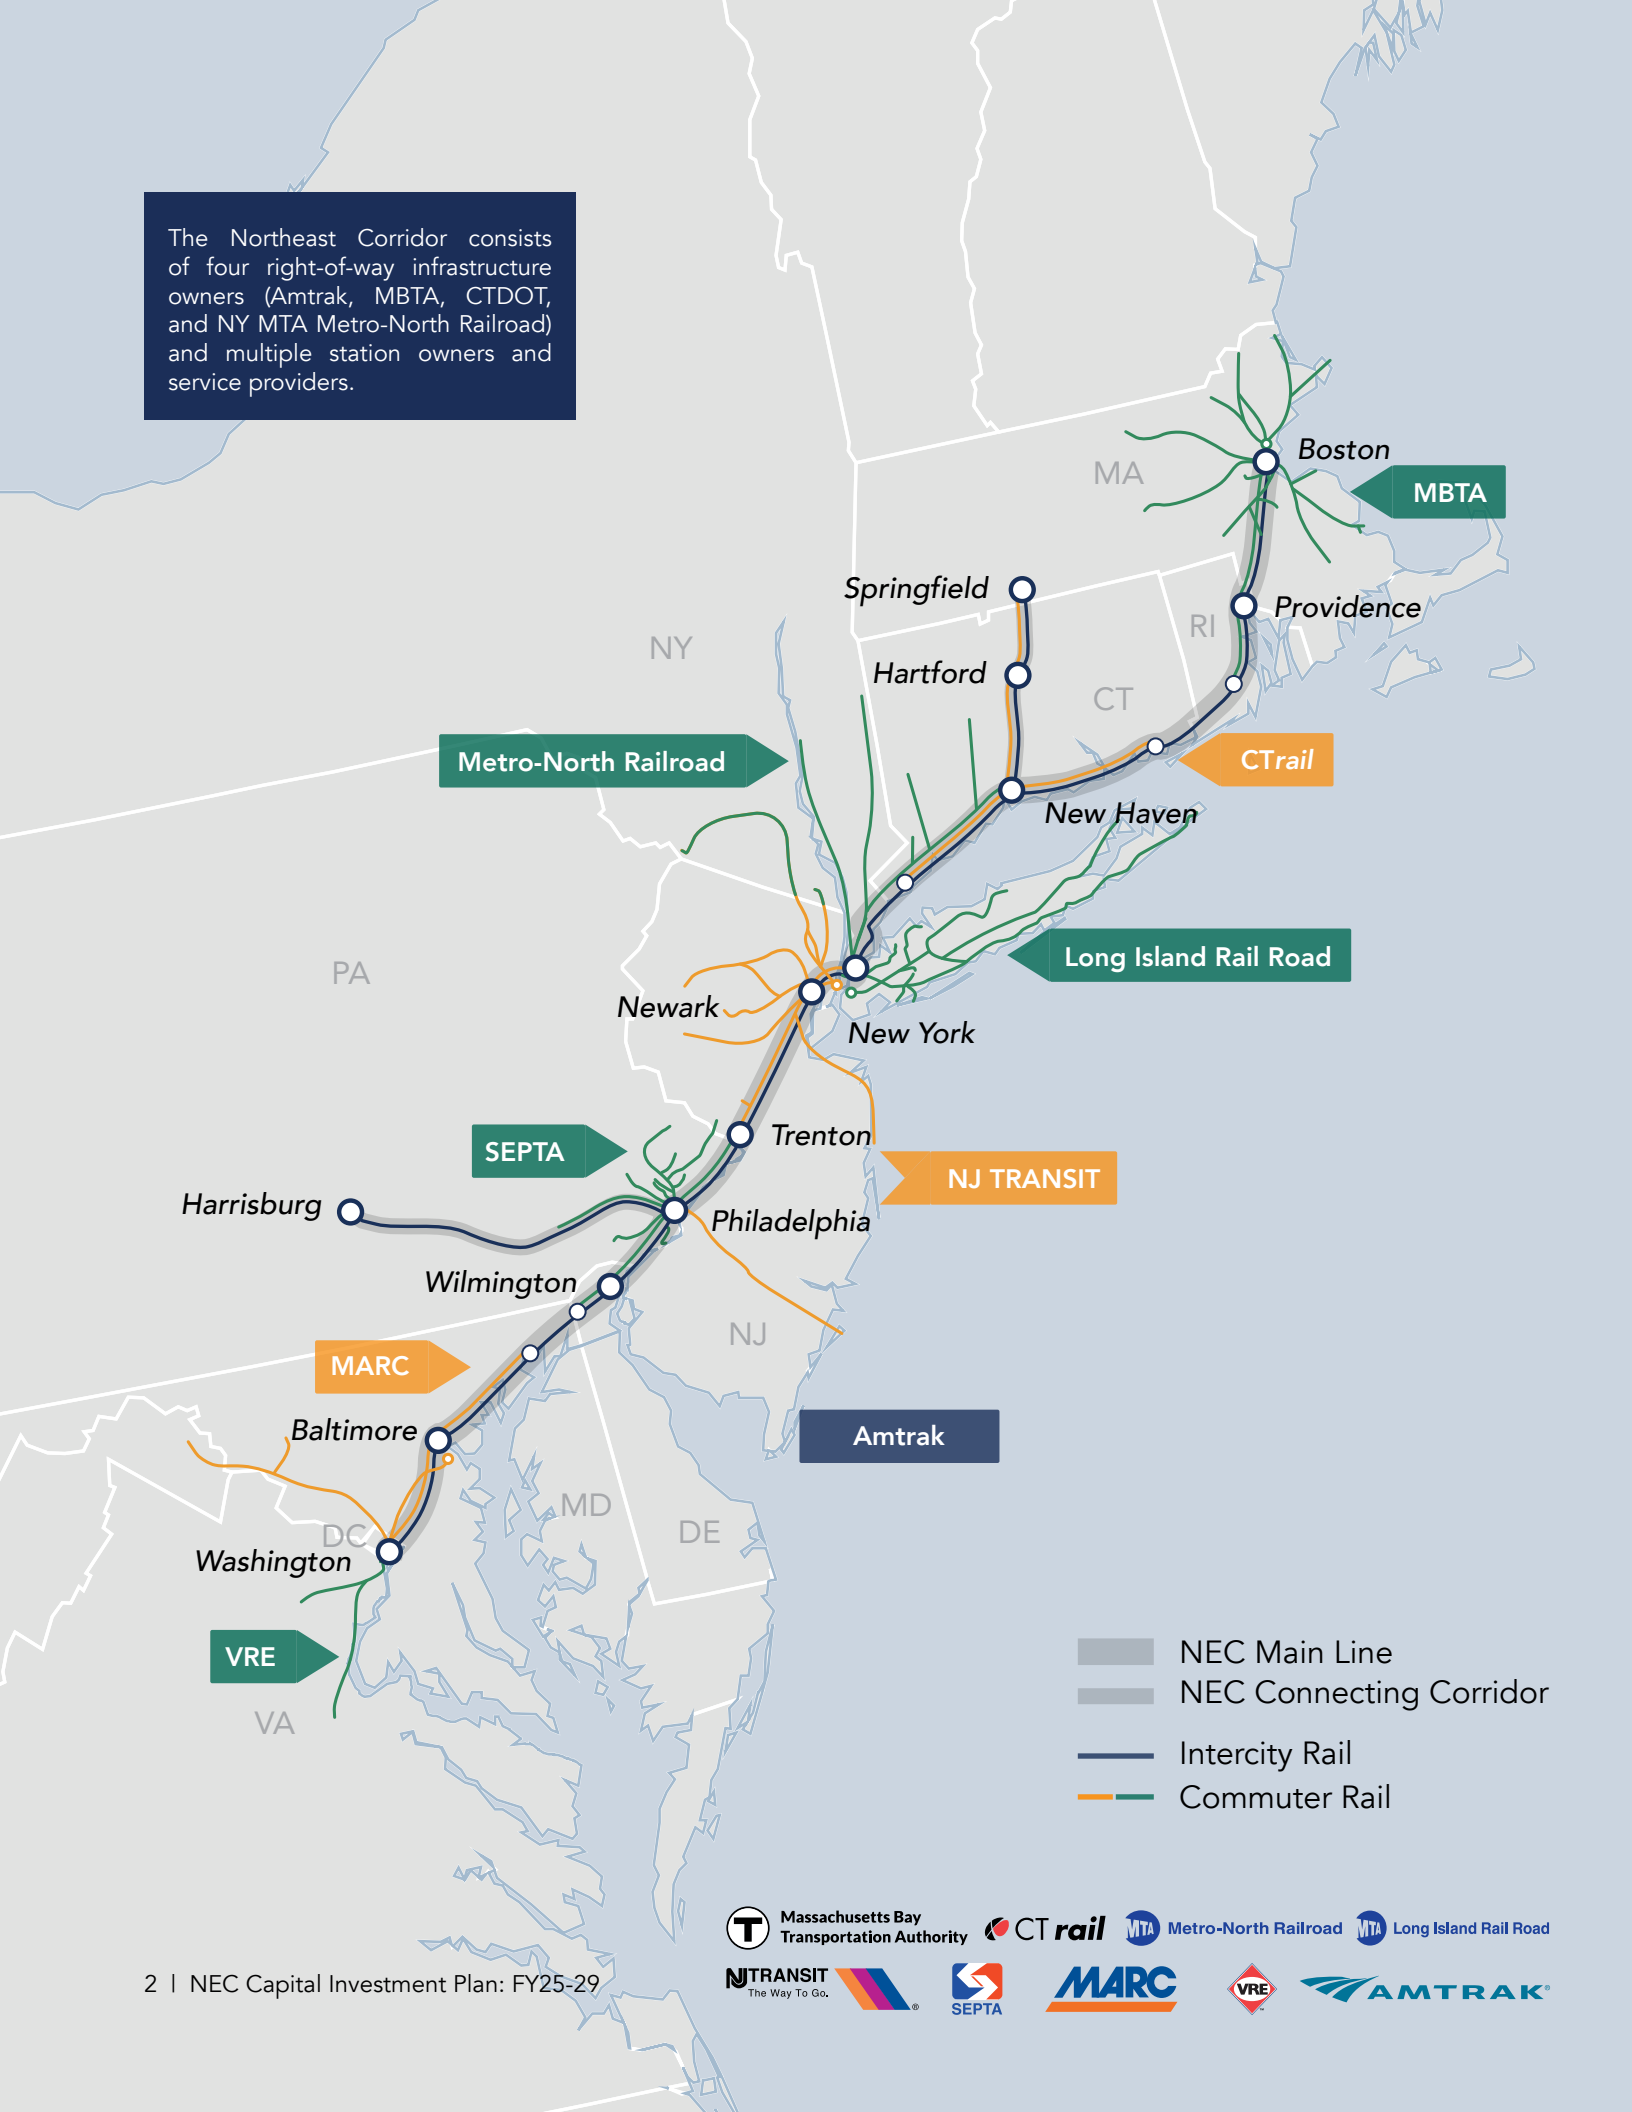 The Northeast Corridor consists
of four right-of-way infrastructure
owners (Amtrak, MBTA, CTDOT,
and NY MTA Metro-North Railroad)
and multiple station owners and
service providers.
Boston
MA
MBTA
Springfield
Providence
RI
NY
Hartford
CT
Metro-North Railroad
CTrail
New Haven
Long Island Rail Road
PA
Newark
New York
Trenton
SEPTA
NJ TRANSIT
Harrisburg
Philadelphia
Wilmington
NJ
MARC
Baltimore
Amtrak
MD
DE
DC
Washington
VRE
VA
NEC Main Line
NEC Connecting Corridor
Intercity Rail
Commuter Rail
T
Massachusetts Bay
Transportation Authority
CTrail
MTA
Metro-North Railroad
MTA
Long Island Rail Road
NJTRANSIT
The Way To Go.
®
SEPTA
MARC
VRE
AMTRAK®
2 | NEC Capital Investment Plan: FY25-29